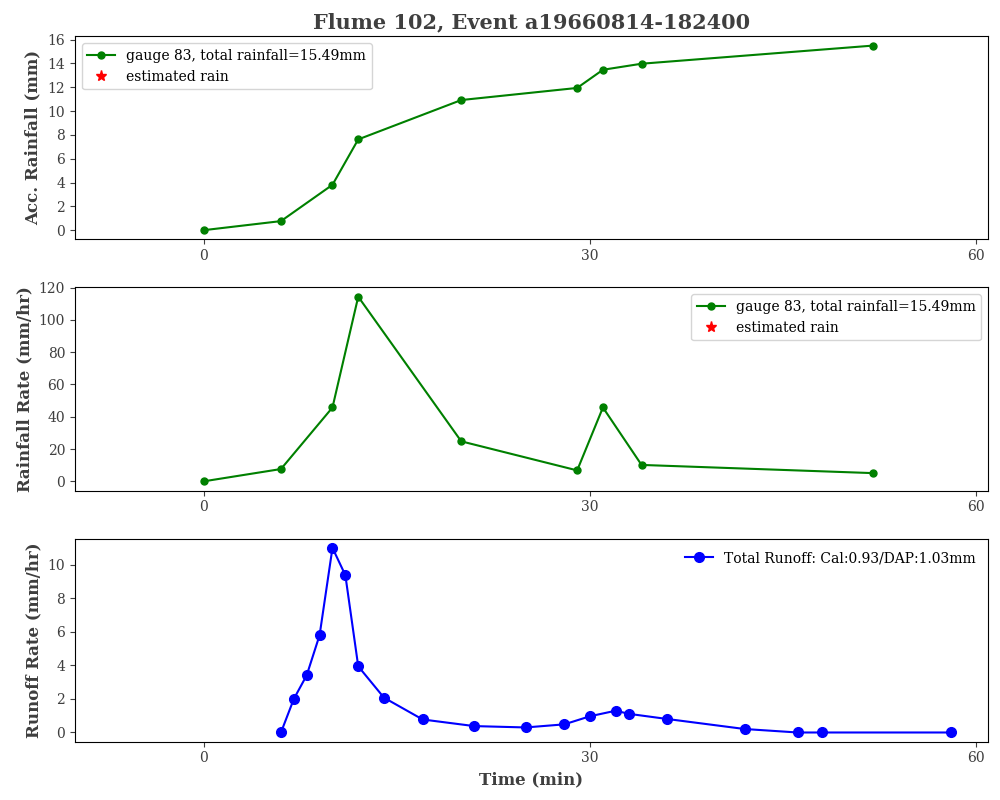 Flume 102, Event a19660814-182400
Acc. Rainfall (mm)
16
14
12
10
8
6
4
2
0
gauge 83, total rainfall=15.49mm
estimated rain
0 30 60
Rainfall Rate (mm/hr)
120
100
80
60
40
20
0
gauge 83, total rainfall=15.49mm
estimated rain
0 30 60
Runoff Rate (mm/hr)
10
8
6
4
2
0
Total Runoff: Cal:0.93/DAP:1.03mm
0 30 60
Time (min)